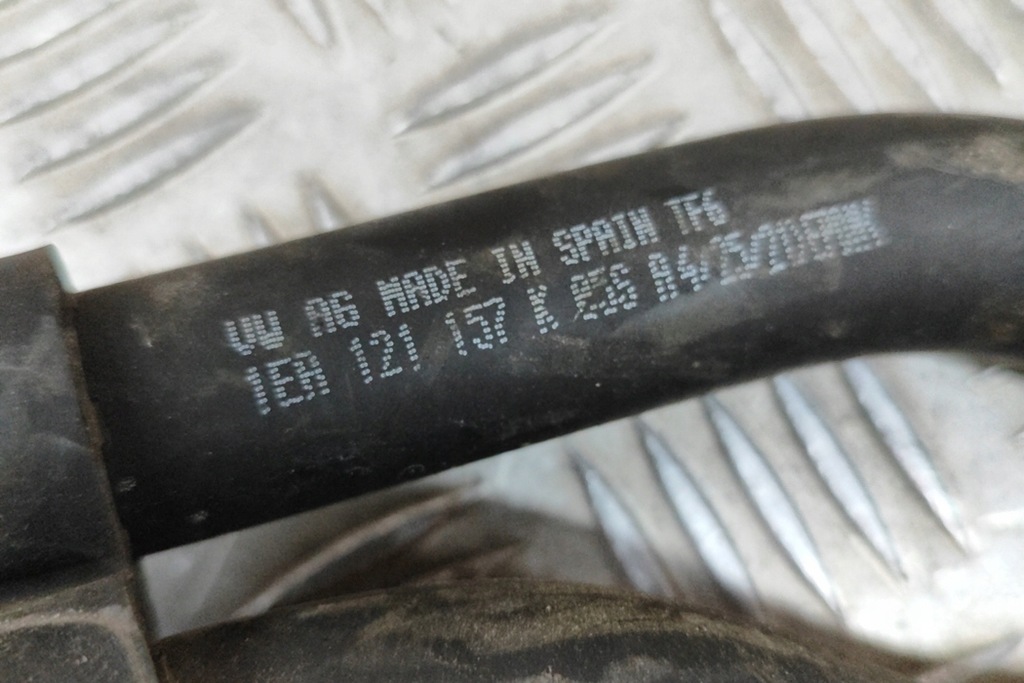 VW AG MADE IN SPAIN TF6
1EA 121 157 K